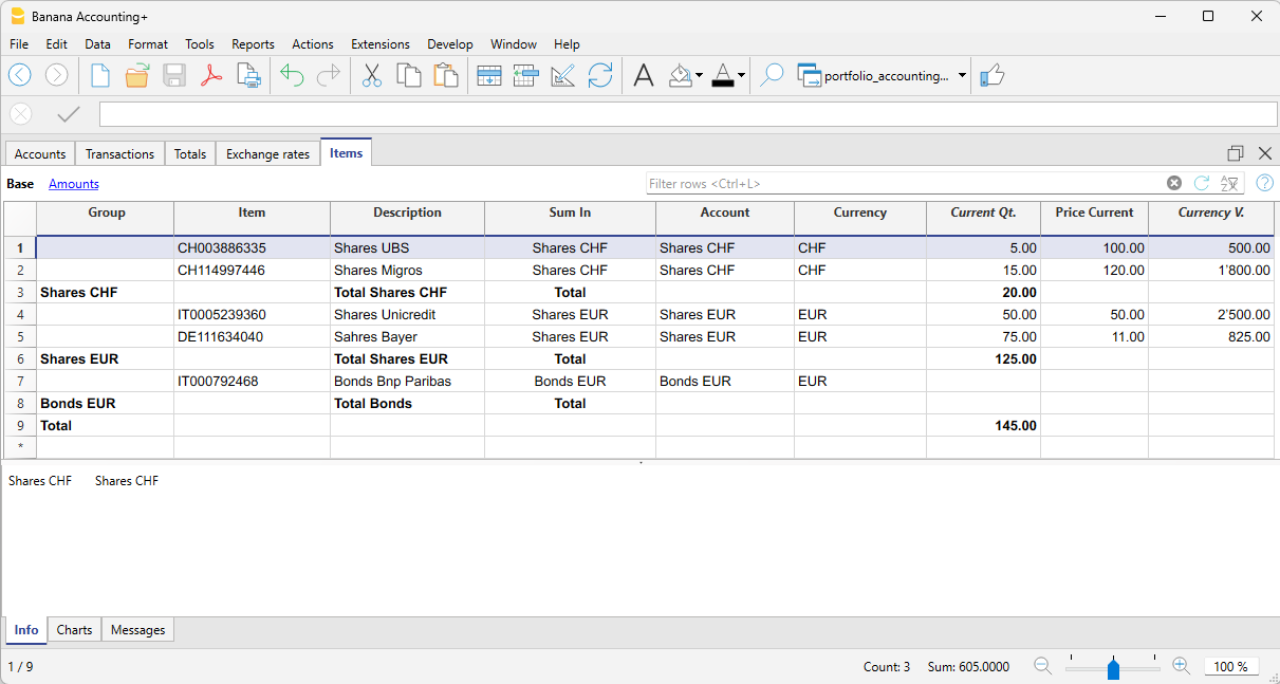 Banana Accounting+
File Edit Data Format Tools Reports Actions Extensions Develop Window Help
portfolio_accounting...
Accounts Transactions Totals Exchange rates Items
Base Amounts Filter rows <Ctrl+L>
Group Item Description Sum In Account Currency Current Qt. Price Current Currency V.
1 CH003886335 Shares UBS Shares CHF Shares CHF CHF 5.00 100.00 500.00
2 CH114997446 Shares Migros Shares CHF Shares CHF CHF 15.00 120.00 1'800.00
3 Shares CHF Total Shares CHF Total 20.00
4 IT0005239360 Shares Unicredit Shares EUR Shares EUR EUR 50.00 50.00 2'500.00
5 DE111634040 Sahres Bayer Shares EUR Shares EUR EUR 75.00 11.00 825.00
6 Shares EUR Total Shares EUR Total 125.00
7 IT000792468 Bonds Bnp Paribas Bonds EUR Bonds EUR EUR
8 Bonds EUR Total Bonds Total
9 Total 145.00
*
Shares CHF Shares CHF
Info Charts Messages
1 / 9 Count: 3 Sum: 605.0000 100 %